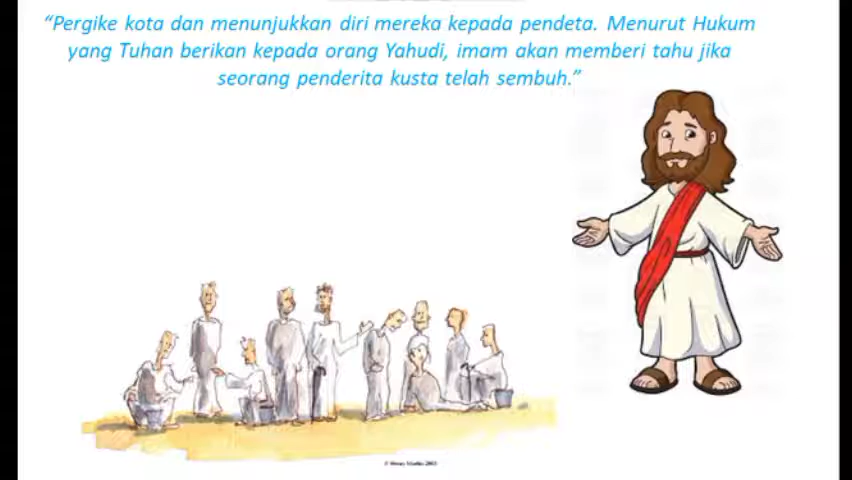 “Pergike kota dan menunjukkan diri mereka kepada pendeta. Menurut Hukum
yang Tuhan berikan kepada orang Yahudi, imam akan memberi tahu jika
seorang penderita kusta telah sembuh.”